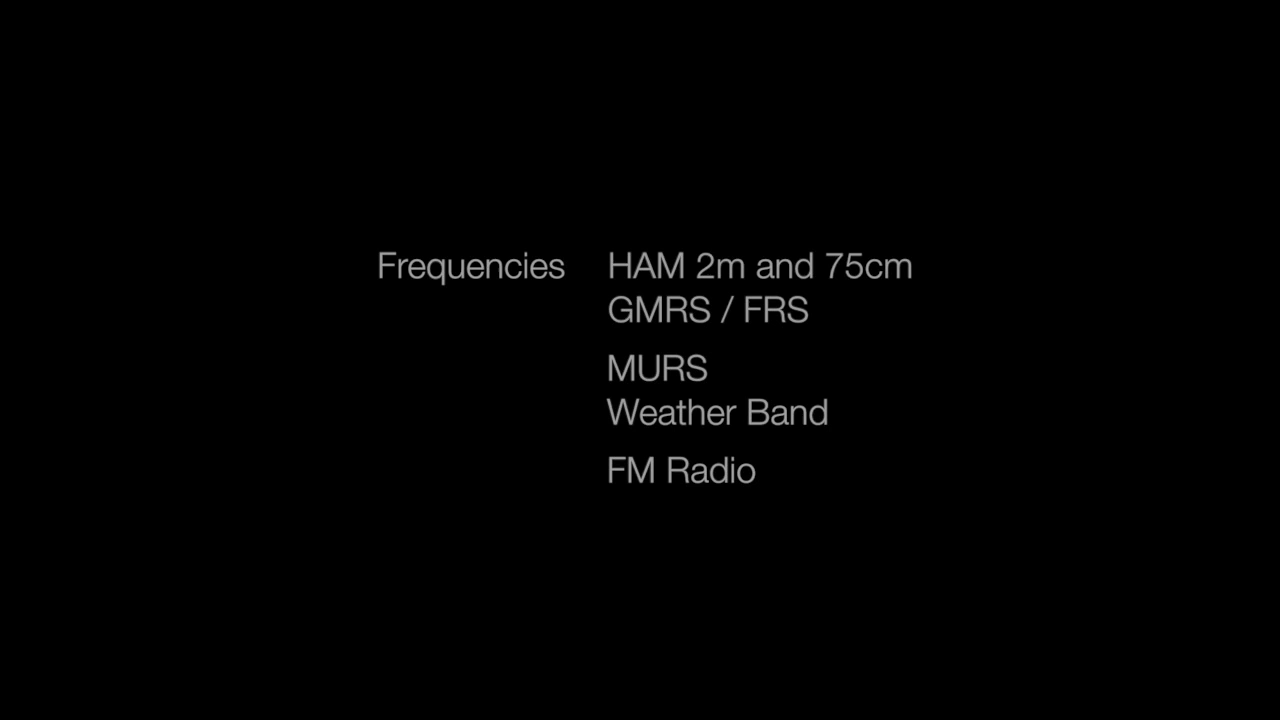 Frequencies HAM 2m and 75cm
GMRS / FRS
MURS
Weather Band
FM Radio